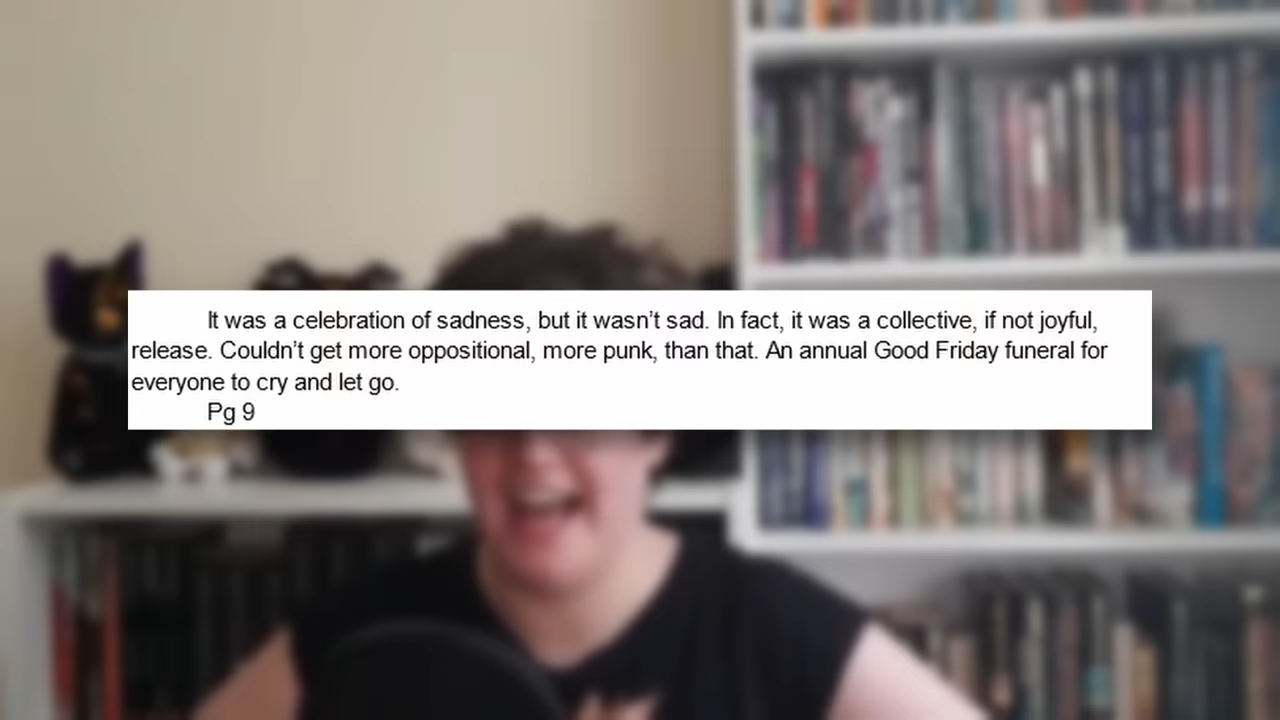 It was a celebration of sadness, but it wasn’t sad. In fact, it was a collective, if not joyful,
release. Couldn’t get more oppositional, more punk, than that. An annual Good Friday funeral for
everyone to cry and let go.
Pg 9